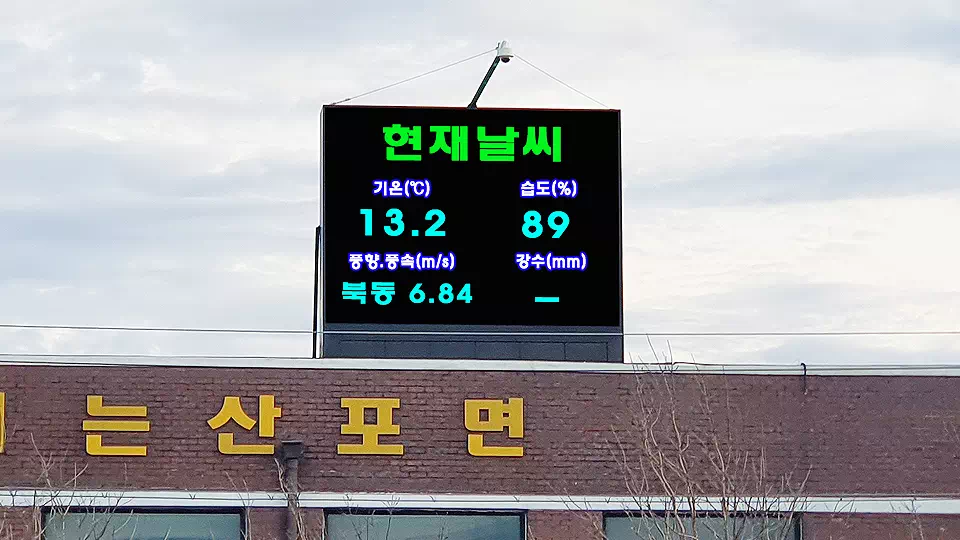 현재날씨
기온(℃) 습도(%)
13.2 89
풍향.풍속(m/s) 강수(mm)
북동 6.84 –
는산포면